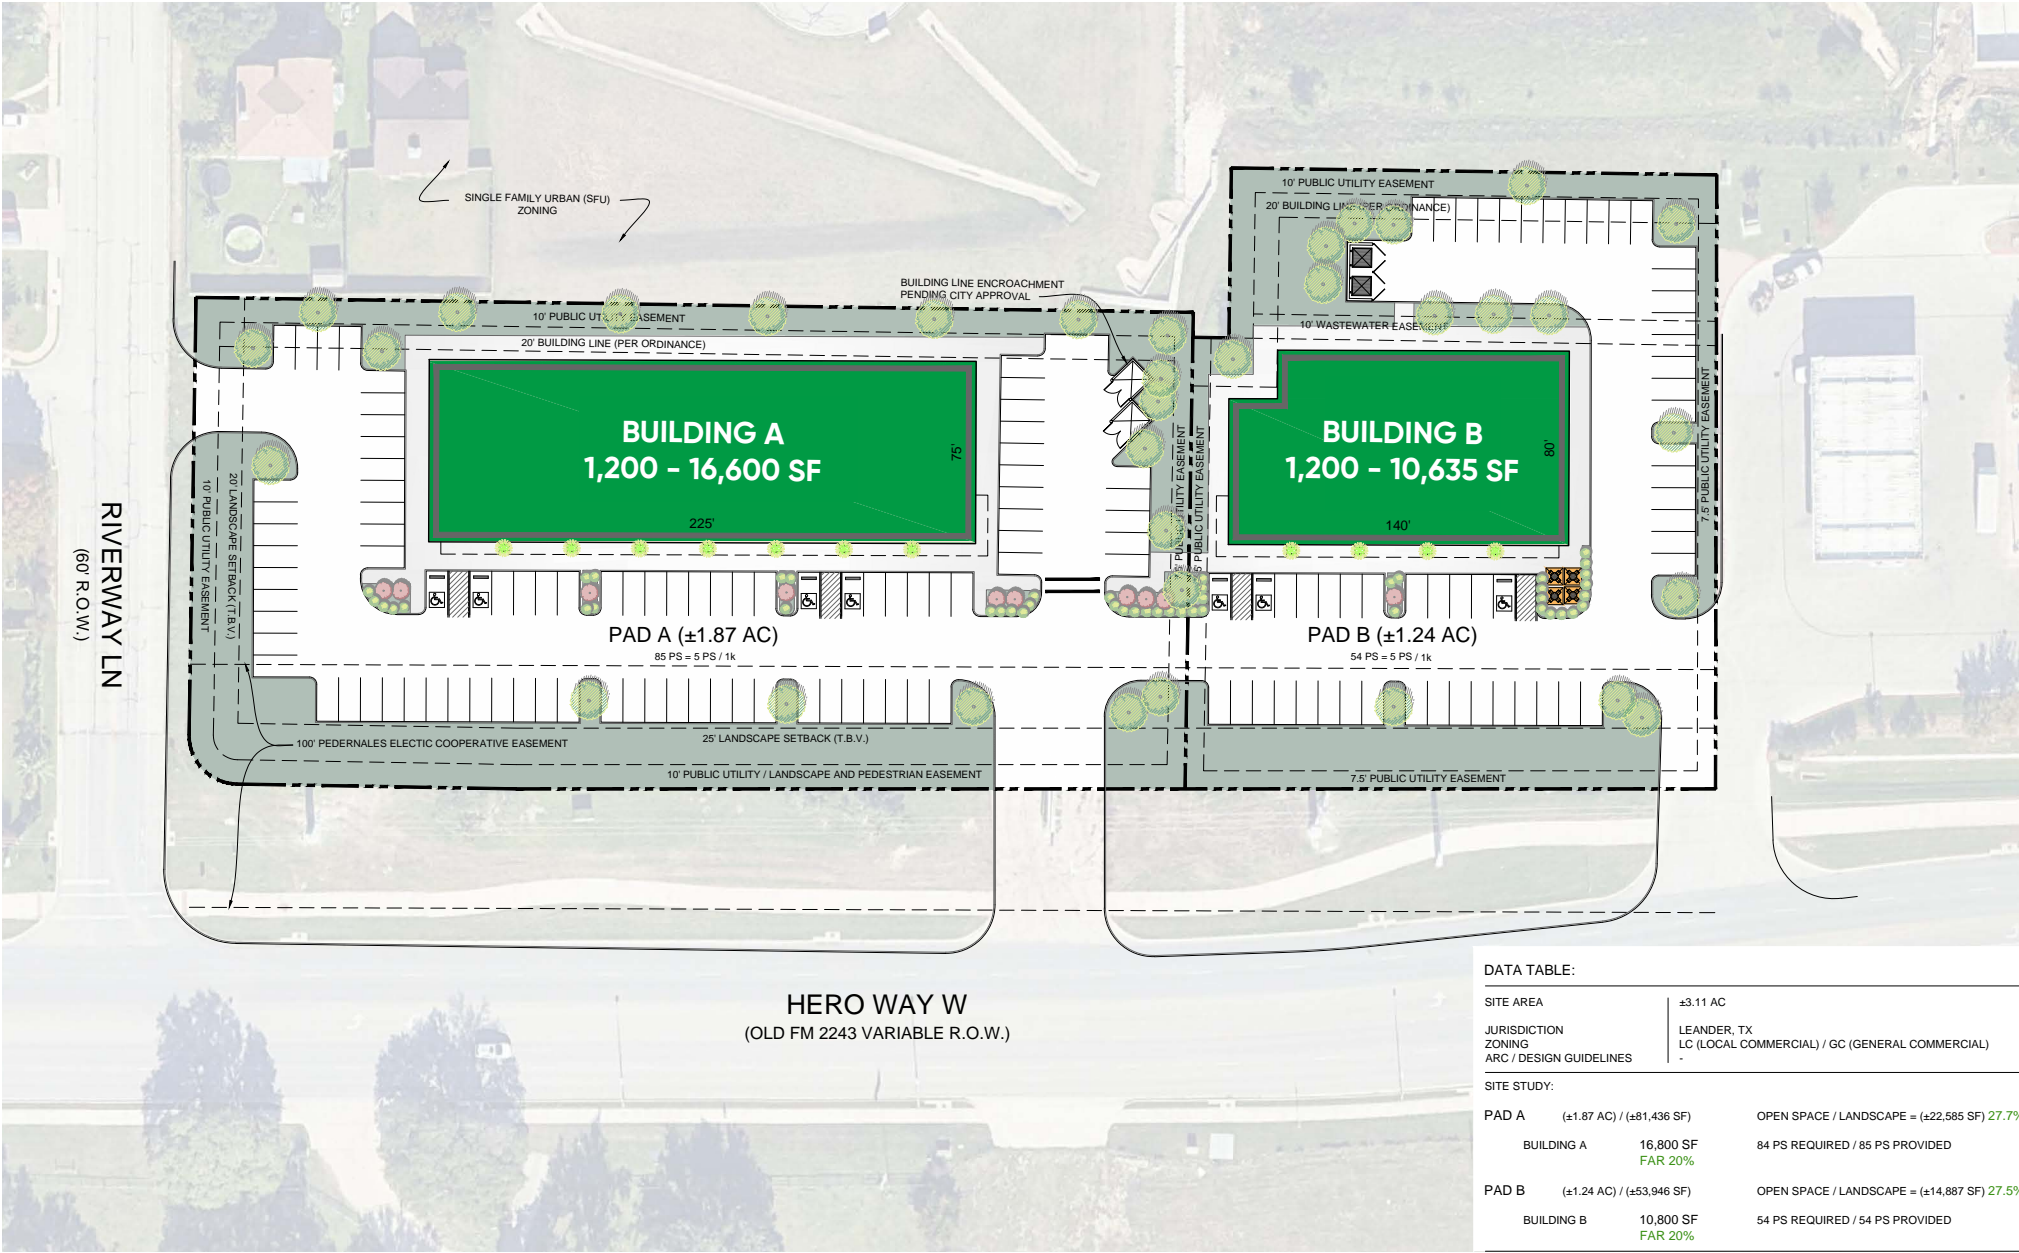 SINGLE FAMILY URBAN (SFU)
ZONING
BUILDING LINE ENCROACHMENT
PENDING CITY APPROVAL
10' PUBLIC UTILITY EASEMENT
20' BUILDING LINE (PER ORDINANCE)
10' PUBLIC UTILITY EASEMENT
20' BUILDING LINE (PER ORDINANCE)
10' WASTEWATER EASEMENT
BUILDING A
1,200 - 16,600 SF
75'
225'
BUILDING B
1,200 - 10,635 SF
80'
140'
7.5' PUBLIC UTILITY EASEMENT
PUBLIC UTILITY EASEMENT
PUBLIC UTILITY EASEMENT
20' LANDSCAPE SETBACK (T.B.V.)
10' PUBLIC UTILITY EASEMENT
RIVERWAY LN
(60' R.O.W.)
PAD A (±1.87 AC)
85 PS = 5 PS / 1k
PAD B (±1.24 AC)
54 PS = 5 PS / 1k
100' PEDERNALES ELECTIC COOPERATIVE EASEMENT
25' LANDSCAPE SETBACK (T.B.V.)
10' PUBLIC UTILITY / LANDSCAPE AND PEDESTRIAN EASEMENT
7.5' PUBLIC UTILITY EASEMENT
HERO WAY W
(OLD FM 2243 VARIABLE R.O.W.)
DATA TABLE:
SITE AREA ±3.11 AC
JURISDICTION LEANDER, TX
ZONING LC (LOCAL COMMERCIAL) / GC (GENERAL COMMERCIAL)
ARC / DESIGN GUIDELINES -
SITE STUDY:
PAD A (±1.87 AC) / (±81,436 SF) OPEN SPACE / LANDSCAPE = (±22,585 SF) 27.7%
BUILDING A 16,800 SF 84 PS REQUIRED / 85 PS PROVIDED
FAR 20%
PAD B (±1.24 AC) / (±53,946 SF) OPEN SPACE / LANDSCAPE = (±14,887 SF) 27.5%
BUILDING B 10,800 SF 54 PS REQUIRED / 54 PS PROVIDED
FAR 20%